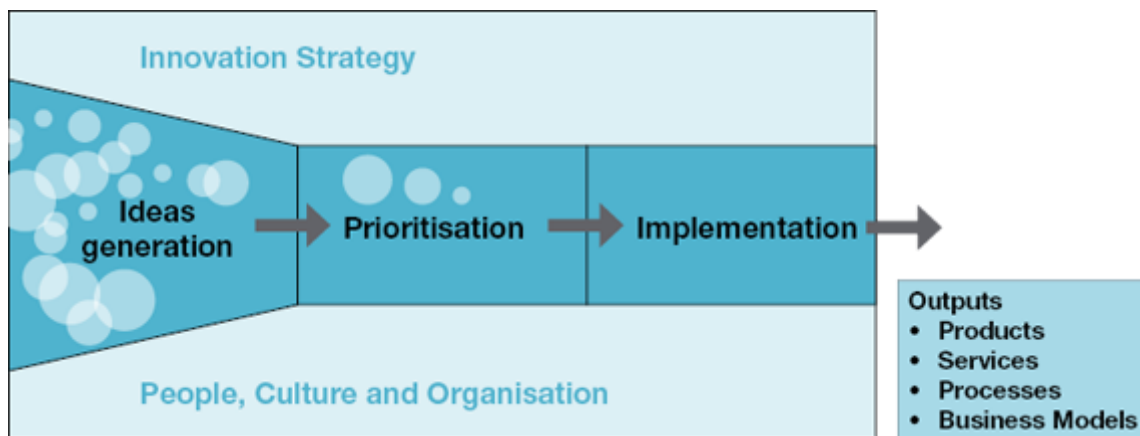 Innovation Strategy
Ideas
generation
Prioritisation
Implementation
People, Culture and Organisation
Outputs
• Products
• Services
• Processes
• Business Models